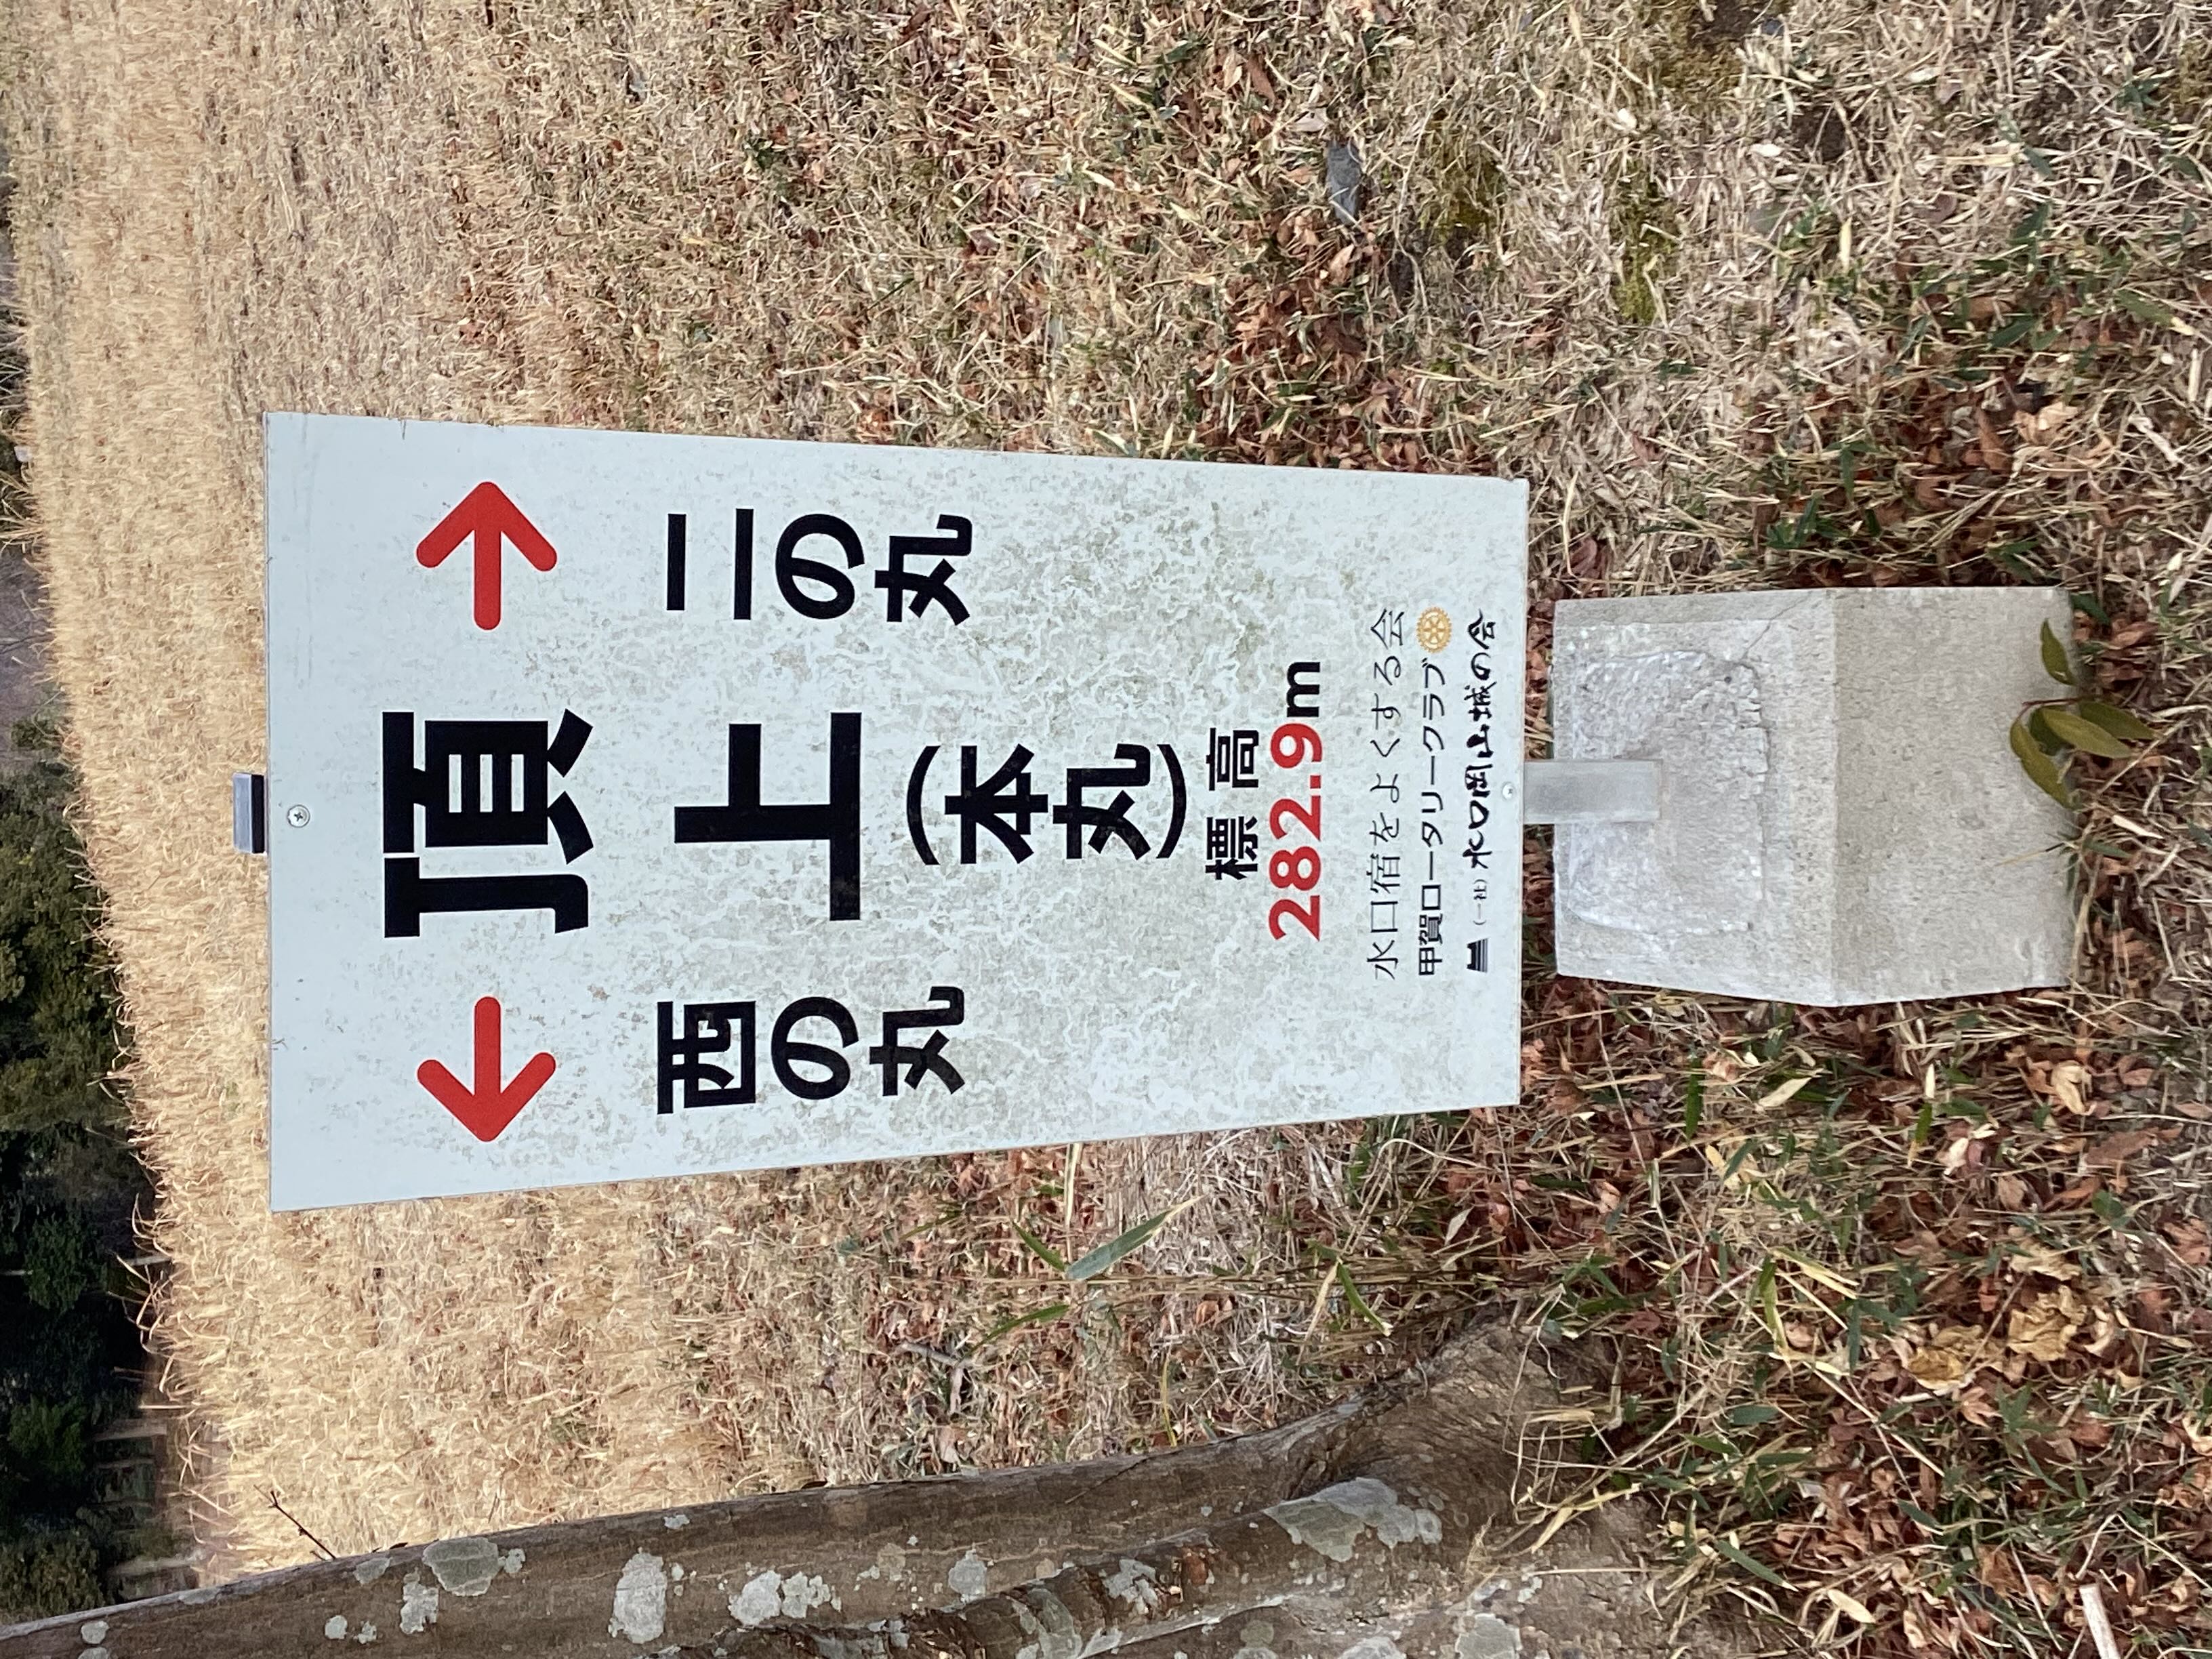 ← 頂上 →
西の丸
二の丸
(本丸)
標高
282.9m
水口宿をよくする会
甲賀ロータリークラブ
(一社)水口岡山城の会